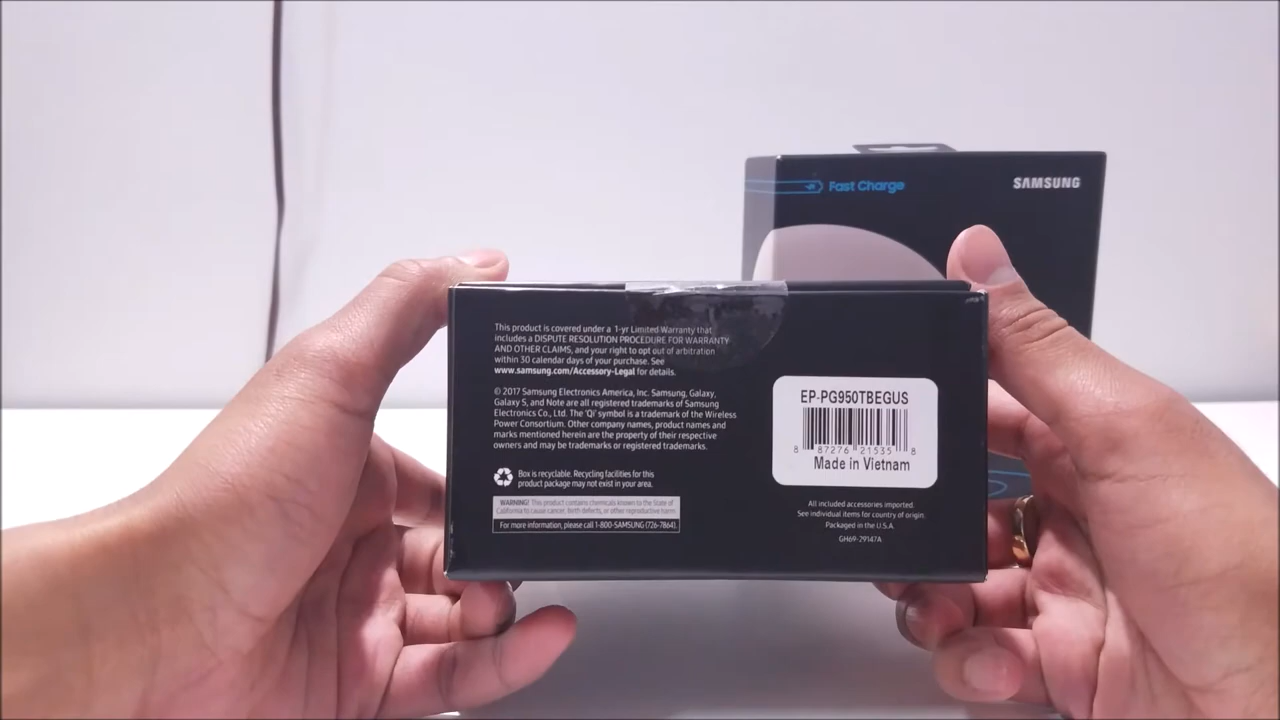 Fast Charge
SAMSUNG
This product is covered under a 1-yr Limited Warranty that
includes a DISPUTE RESOLUTION PROCEDURE FOR WARRANTY
AND OTHER CLAIMS, and your right to opt out of arbitration
within 30 calendar days of your purchase. See
www.samsung.com/Accessory-Legal for details.
© 2017 Samsung Electronics America, Inc. Samsung, Galaxy,
Galaxy S, and Note are all registered trademarks of Samsung
Electronics Co., Ltd. The 'Qi' symbol is a trademark of the Wireless
Power Consortium. Other company names, product names and
marks mentioned herein are the property of their respective
owners and may be trademarks or registered trademarks.
Box is recyclable. Recycling facilities for this
product package may not exist in your area.
WARNING! This product contains chemicals known to the State of
California to cause cancer, birth defects, or other reproductive harm.
For more information, please call 1-800-SAMSUNG (726-7864).
EP-PG950TBEGUS
8 87276 21535 8
Made in Vietnam
All included accessories imported.
See individual items for country of origin.
Packaged in the U.S.A.
GH69-29147A